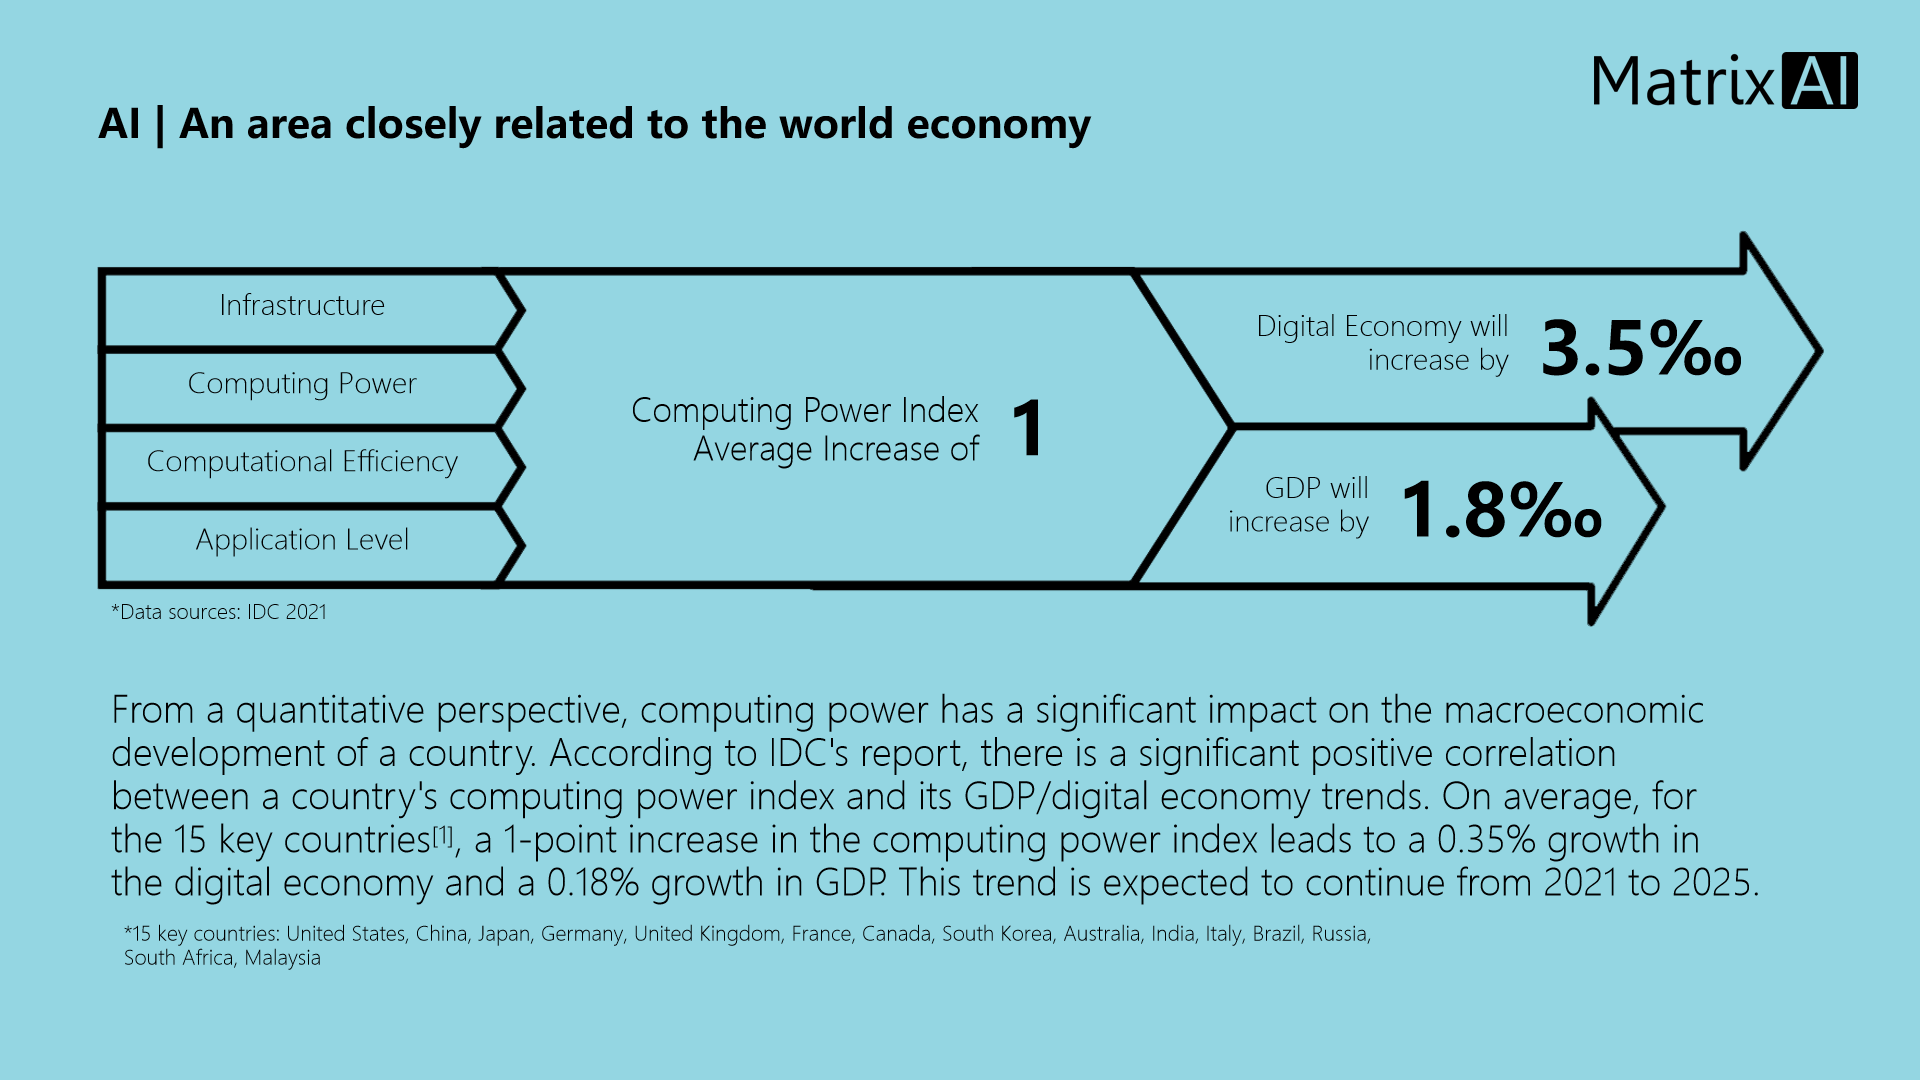 MatrixAI
AI | An area closely related to the world economy
Infrastructure
Computing Power
Computational Efficiency
Application Level
Computing Power Index
Average Increase of
1
Digital Economy will
increase by
3.5‰
GDP will
increase by
1.8‰
*Data sources: IDC 2021
From a quantitative perspective, computing power has a significant impact on the macroeconomic
development of a country. According to IDC's report, there is a significant positive correlation
between a country's computing power index and its GDP/digital economy trends. On average, for
the 15 key countries[1], a 1-point increase in the computing power index leads to a 0.35% growth in
the digital economy and a 0.18% growth in GDP. This trend is expected to continue from 2021 to 2025.
*15 key countries: United States, China, Japan, Germany, United Kingdom, France, Canada, South Korea, Australia, India, Italy, Brazil, Russia,
South Africa, Malaysia